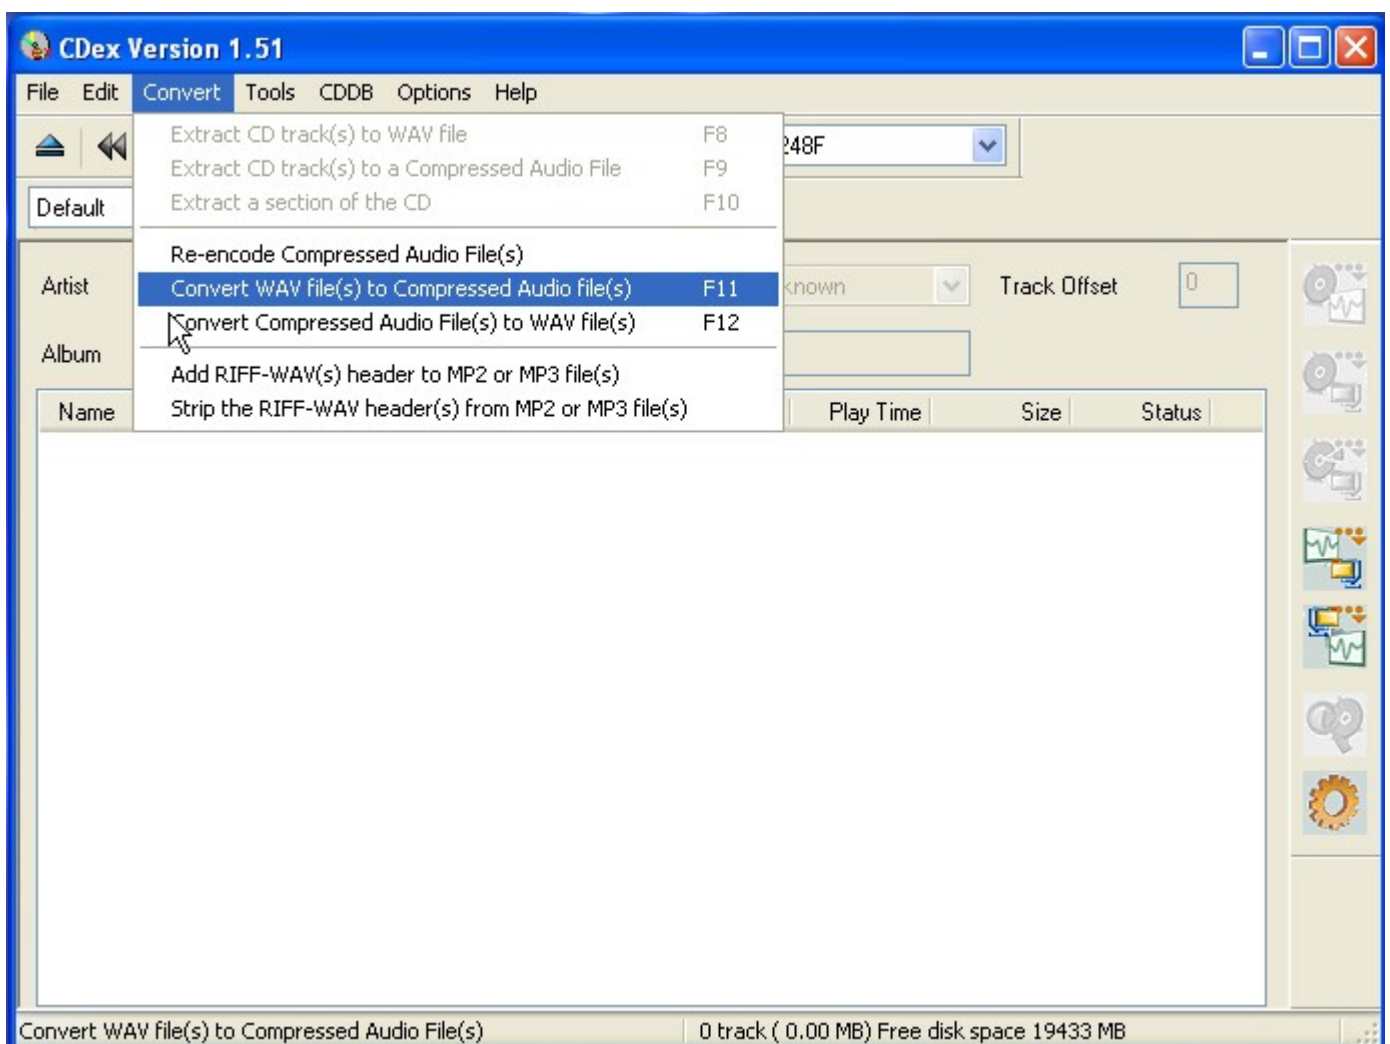 CDex Version 1.51
File Edit Convert Tools CDDB Options Help
Extract CD track(s) to WAV file F8
248F
Extract CD track(s) to a Compressed Audio File F9
Extract a section of the CD F10
Default
Re-encode Compressed Audio File(s)
Artist
Convert WAV file(s) to Compressed Audio file(s) F11
known
Track Offset 0
Convert Compressed Audio File(s) to WAV file(s) F12
Album
Add RIFF-WAV(s) header to MP2 or MP3 file(s)
Strip the RIFF-WAV header(s) from MP2 or MP3 file(s)
Name Play Time Size Status
Convert WAV file(s) to Compressed Audio File(s) 0 track ( 0.00 MB) Free disk space 19433 MB